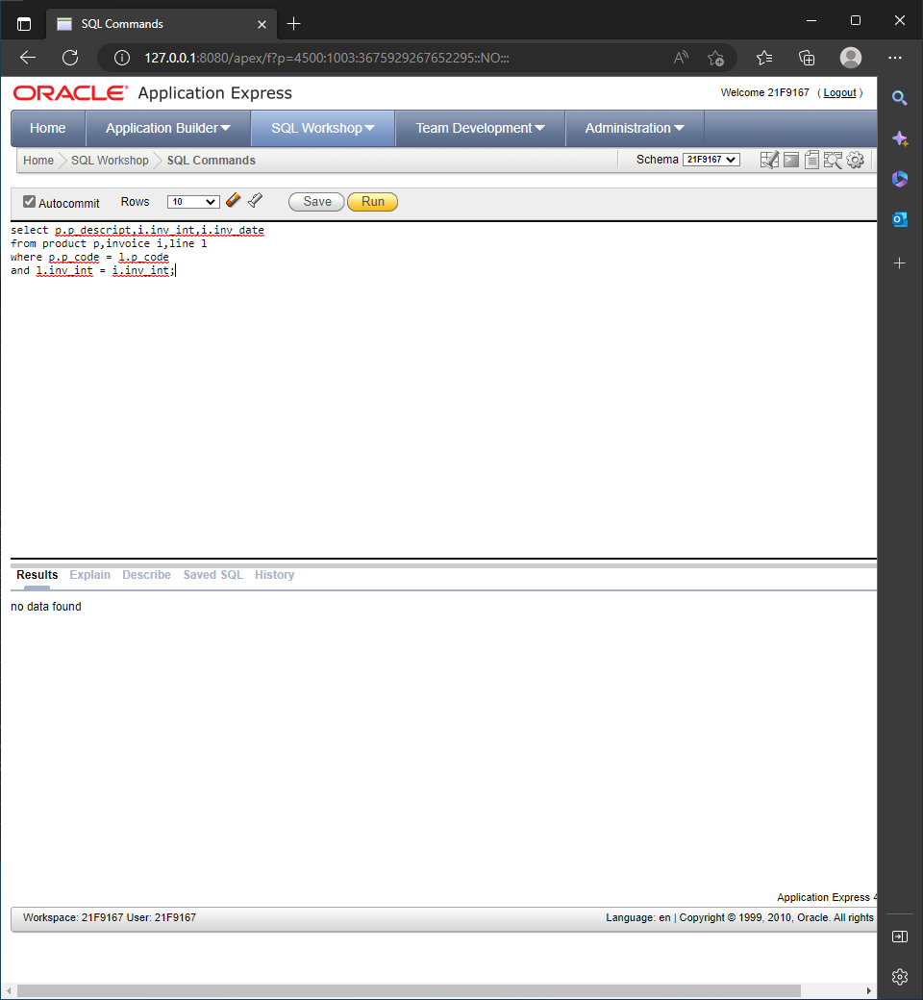 SQL Commands
127.0.0.1:8080/apex/f?p=4500:1003:3675929267652295::NO:::
ORACLE Application Express
Welcome 21F9167 ( Logout )
Home Application Builder SQL Workshop Team Development Administration
Home SQL Workshop SQL Commands Schema 21F9167
Autocommit Rows 10 Save Run
select p.p_descript,i.inv_int,i.inv_date
from product p,invoice i,line l
where p.p_code = l.p_code
and l.inv_int = i.inv_int;
Results Explain Describe Saved SQL History
no data found
Application Express 4
Workspace: 21F9167 User: 21F9167 Language: en | Copyright © 1999, 2010, Oracle. All rights